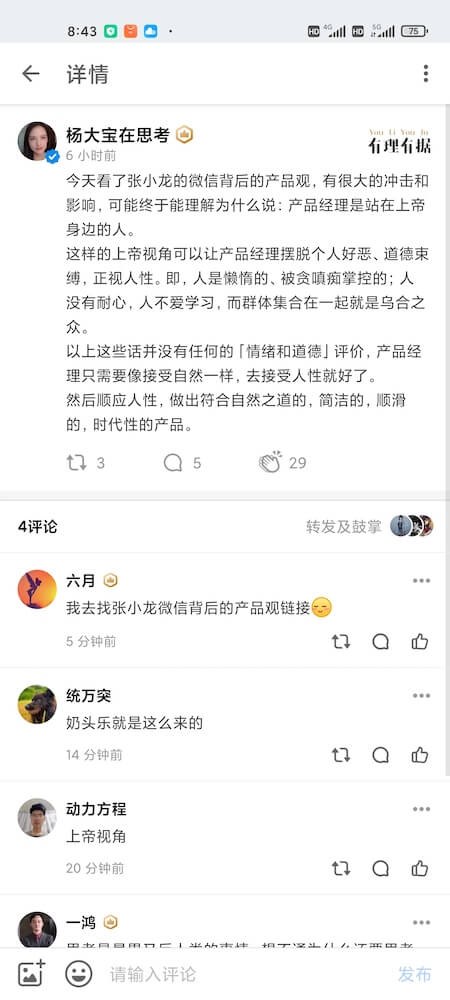 8:43
HD 4G HD 5G 75
详情
杨大宝在思考
6 小时前
You Li You Ju
有理有据
今天看了张小龙的微信背后的产品观，有很大的冲击和
影响，可能终于能理解为什么说：产品经理是站在上帝
身边的人。
这样的上帝视角可以让产品经理摆脱个人好恶、道德束
缚，正视人性。即，人是懒惰的、被贪嗔痴掌控的；人
没有耐心，人不爱学习，而群体集合在一起就是乌合之
众。
以上这些话并没有任何的「情绪和道德」评价，产品经
理只需要像接受自然一样，去接受人性就好了。
然后顺应人性，做出符合自然之道的，简洁的，顺滑
的，时代性的产品。
3
5
29
4评论
转发及鼓掌
六月
我去找张小龙微信背后的产品观链接
5 分钟前
统万突
奶头乐就是这么来的
14 分钟前
动力方程
上帝视角
20 分钟前
一鸿
请输入评论
发布